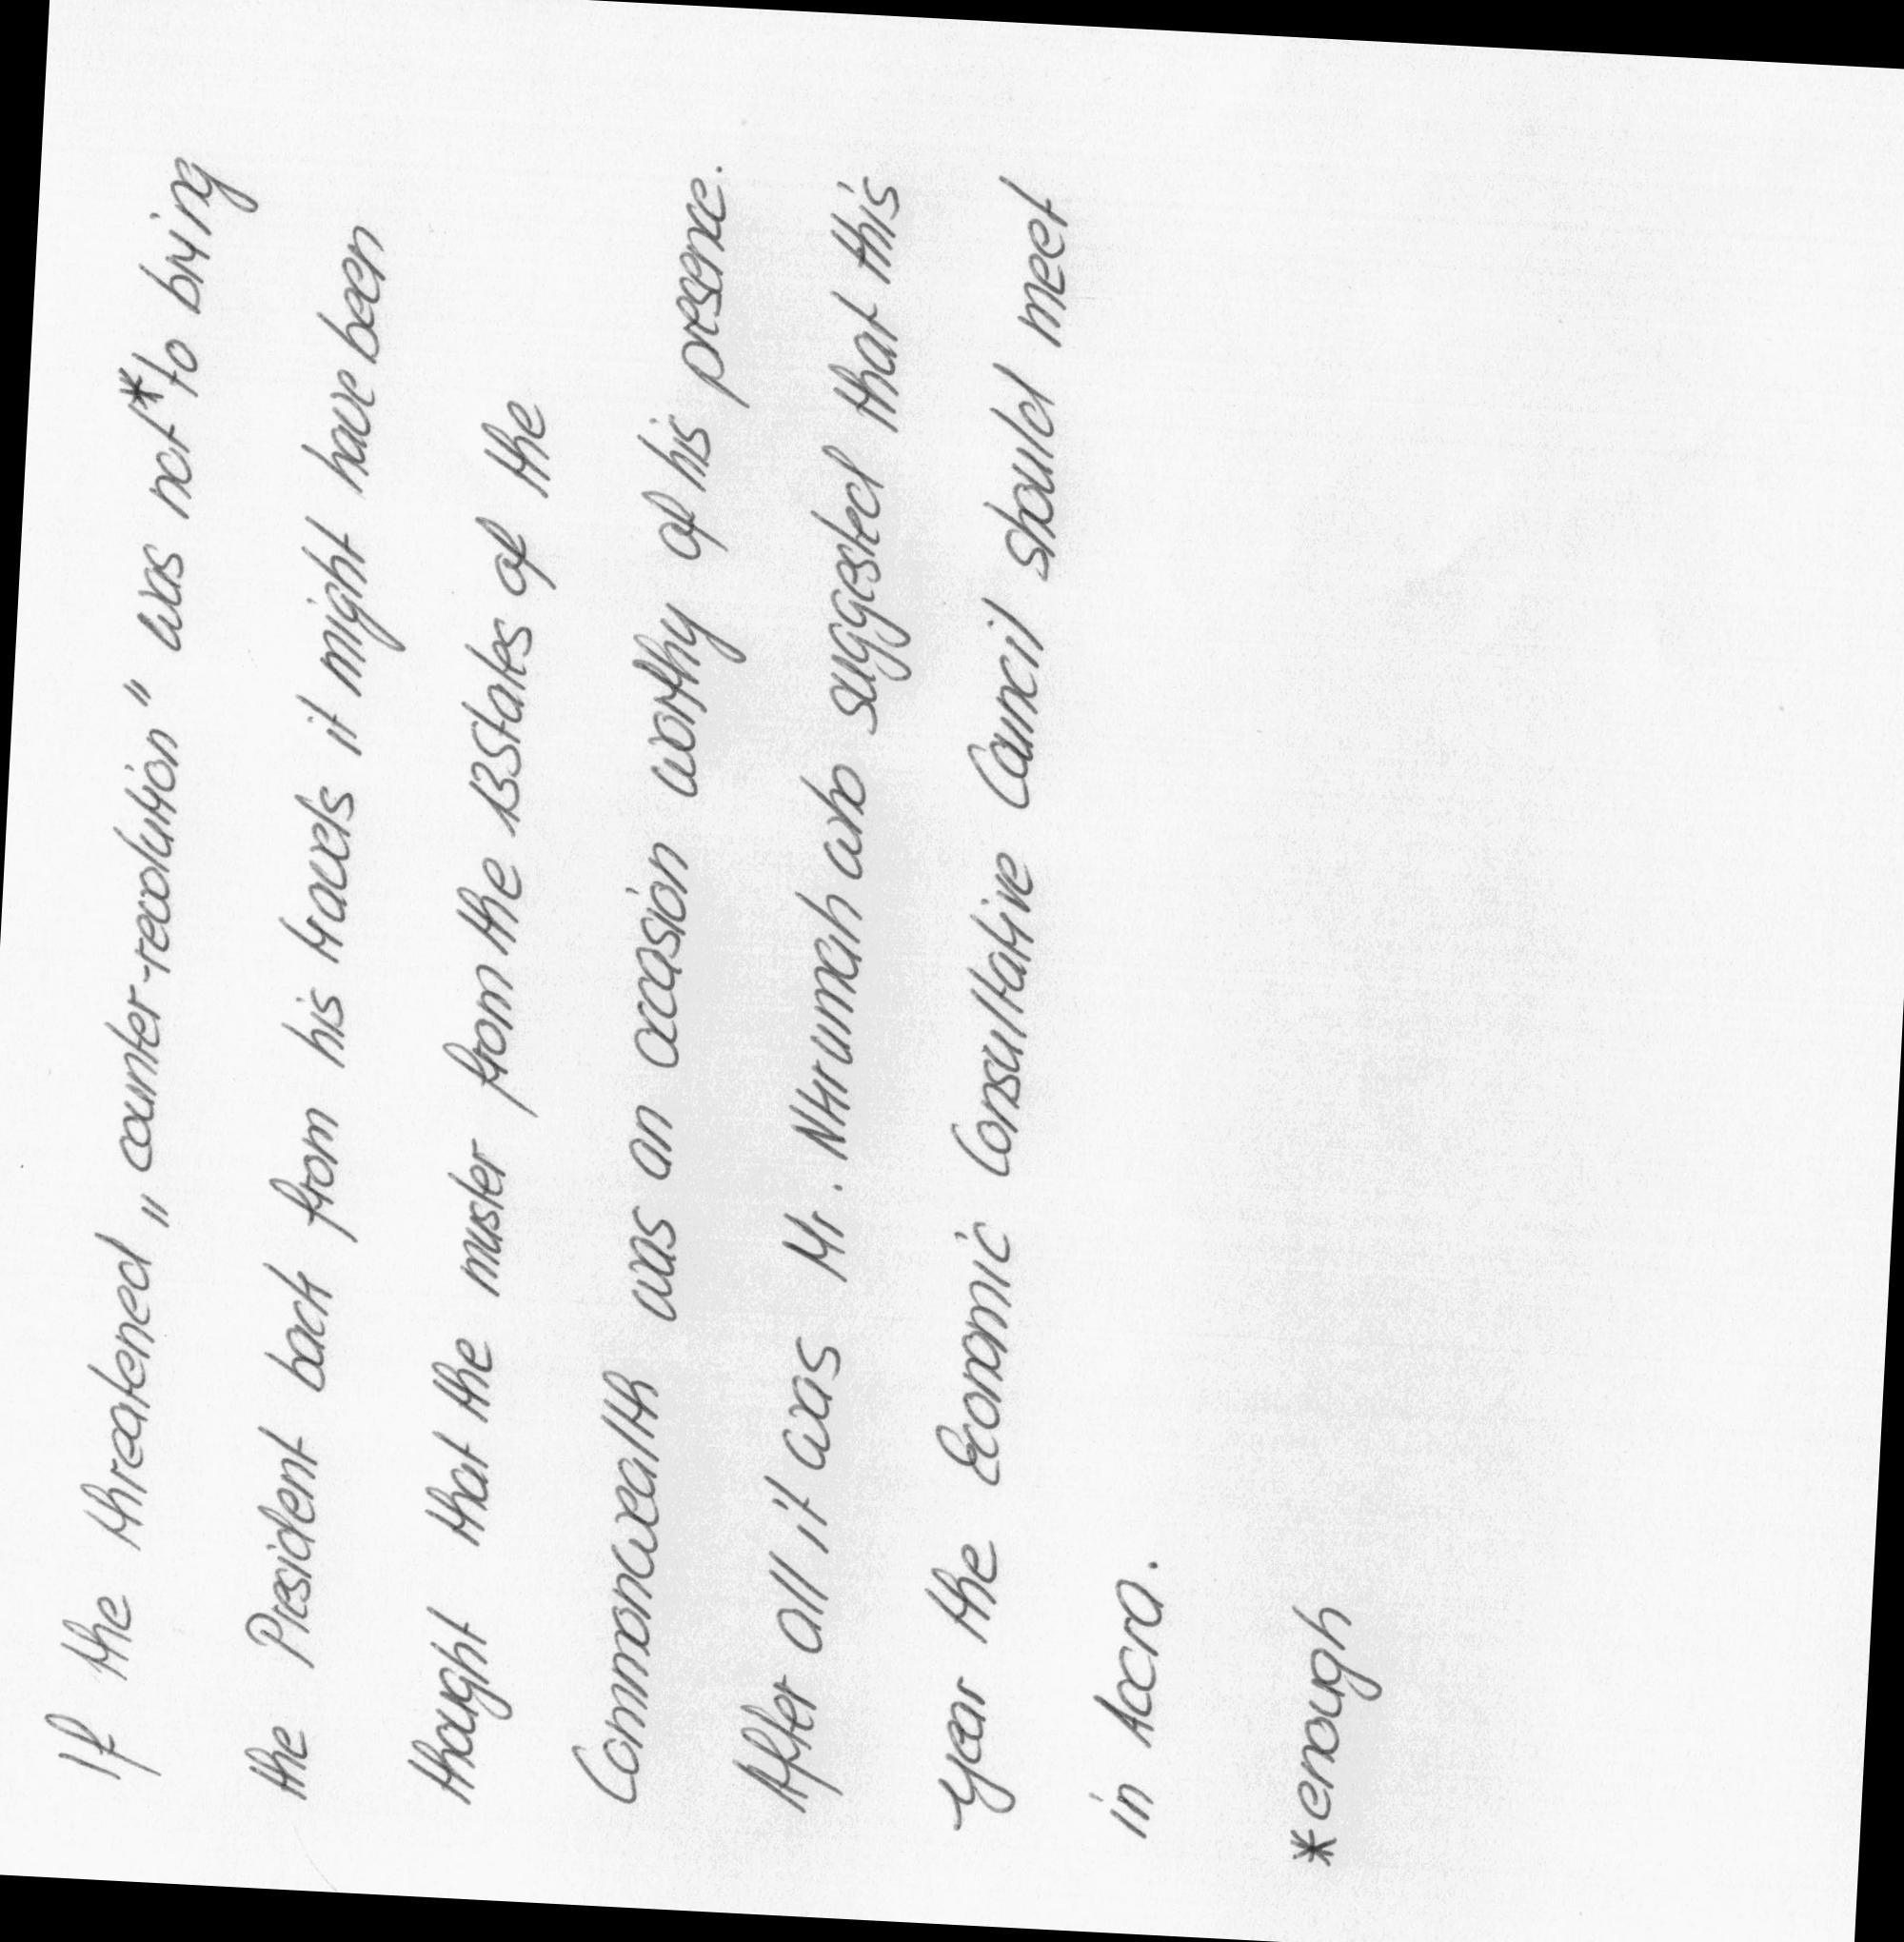 If the threatened „counter-revolution" was not* to bring
the President back from his travels it might have been
thought that the muster from the 13 States of the
Commonwealth was an occasion worthy of his presence.
After all it was Mr. Nkrumah who suggested that this
year the Economic Consultative Council should meet
in Accra.
*enough